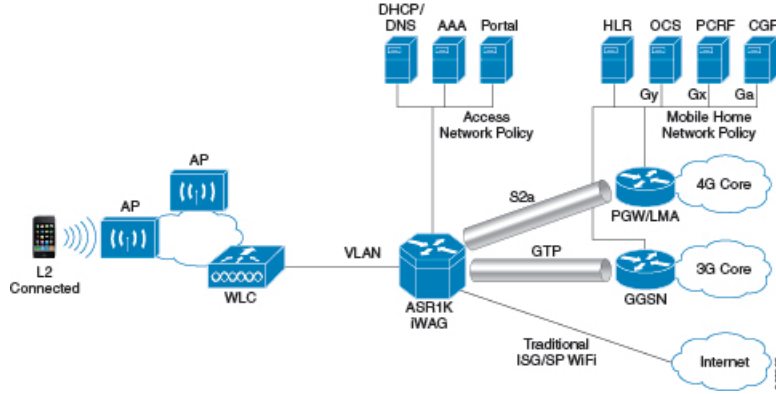 DHCP/
DNS
AAA
Portal
HLR
OCS
PCRF
CGF
Gy
Gx
Ga
Access
Network Policy
Mobile Home
Network Policy
AP
AP
S2a
4G Core
PGW/LMA
L2
Connected
WLC
VLAN
GTP
ASR1K
iWAG
3G Core
GGSN
Traditional
ISG/SP WiFi
Internet